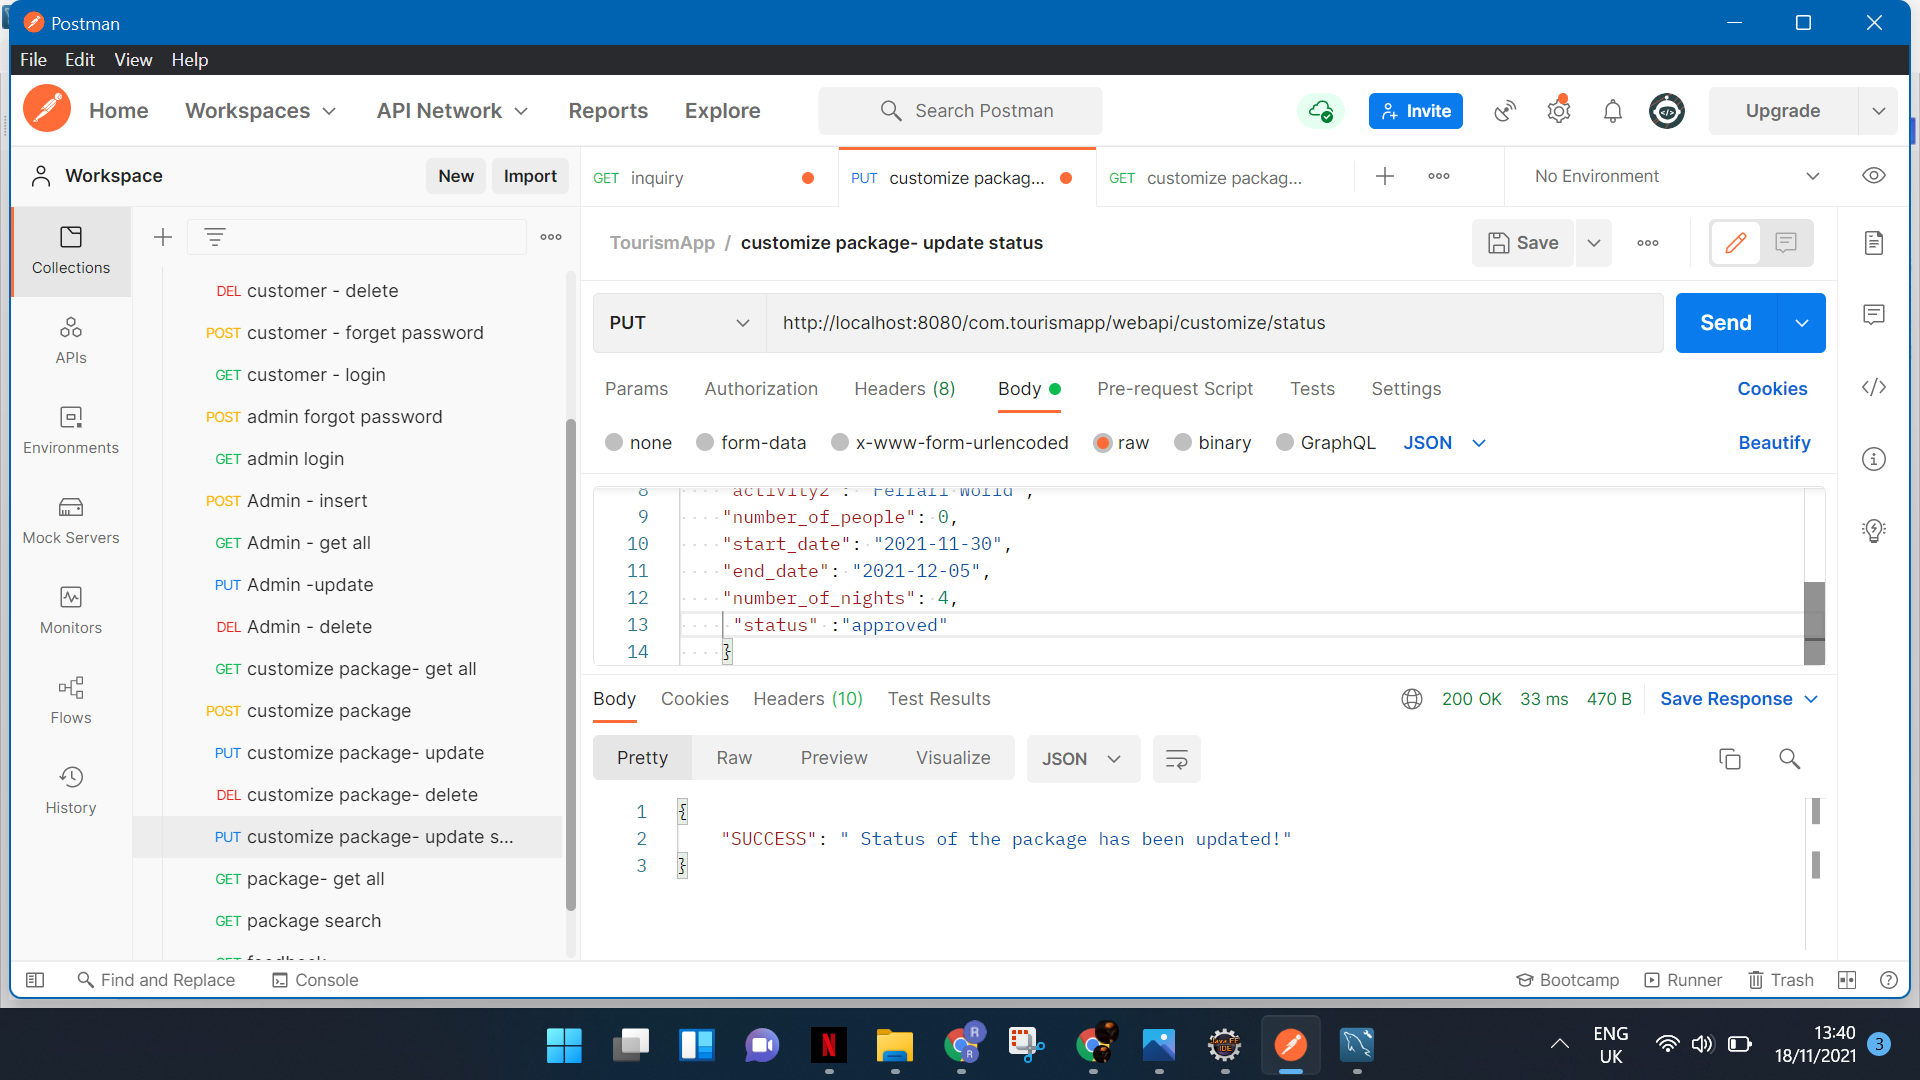 Postman
File Edit View Help
Home Workspaces API Network Reports Explore Search Postman Invite Upgrade
Workspace New Import
GET inquiry PUT customize packag... GET customize packag... No Environment
TourismApp / customize package- update status Save
Collections
APIs
Environments
Mock Servers
Monitors
Flows
History
DEL customer - delete
POST customer - forget password
GET customer - login
POST admin forgot password
GET admin login
POST Admin - insert
GET Admin - get all
PUT Admin -update
DEL Admin - delete
GET customize package- get all
POST customize package
PUT customize package- update
DEL customize package- delete
PUT customize package- update s...
GET package- get all
GET package search
GET feedback
PUT http://localhost:8080/com.tourismapp/webapi/customize/status Send
Params Authorization Headers (8) Body Pre-request Script Tests Settings Cookies
none form-data x-www-form-urlencoded raw binary GraphQL JSON Beautify
8 "activity2": "Ferrari World",
9 "number_of_people": 0,
10 "start_date": "2021-11-30",
11 "end_date": "2021-12-05",
12 "number_of_nights": 4,
13 "status" :"approved"
14 }
Body Cookies Headers (10) Test Results 200 OK 33 ms 470 B Save Response
Pretty Raw Preview Visualize JSON
1 {
2 "SUCCESS": " Status of the package has been updated!"
3 }
Find and Replace Console Bootcamp Runner Trash
ENG
UK
13:40
18/11/2021
3